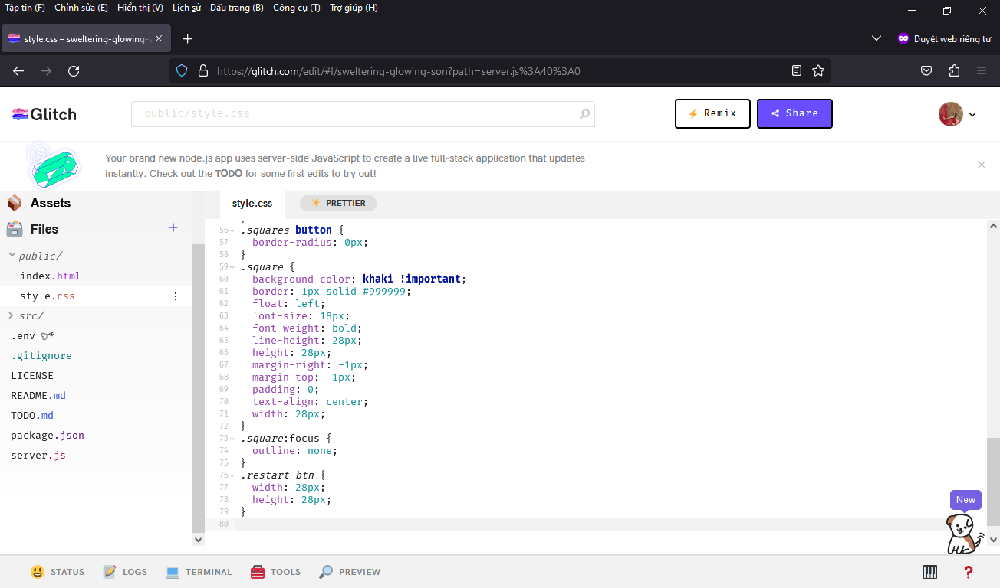 Tập tin (F) Chỉnh sửa (E) Hiển thị (V) Lịch sử Dấu trang (B) Công cụ (T) Trợ giúp (H)
style.css – sweltering-glowing-s
Duyệt web riêng tư
https://glitch.com/edit/#!/sweltering-glowing-son?path=server.js%3A40%3A0
Glitch
public/style.css
Remix
Share
JS
Your brand new node.js app uses server-side JavaScript to create a live full-stack application that updates
instantly. Check out the TODO for some first edits to try out!
Assets
Files
public/
index.html
style.css
src/
.env
.gitignore
LICENSE
README.md
TODO.md
package.json
server.js
style.css
PRETTIER
56 .squares button {
57 border-radius: 0px;
58 }
59 .square {
60 background-color: khaki !important;
61 border: 1px solid #999999;
62 float: left;
63 font-size: 18px;
64 font-weight: bold;
65 line-height: 28px;
66 height: 28px;
67 margin-right: -1px;
68 margin-top: -1px;
69 padding: 0;
70 text-align: center;
71 width: 28px;
72 }
73 .square:focus {
74 outline: none;
75 }
76 .restart-btn {
77 width: 28px;
78 height: 28px;
79 }
80
New
STATUS LOGS TERMINAL TOOLS PREVIEW
?